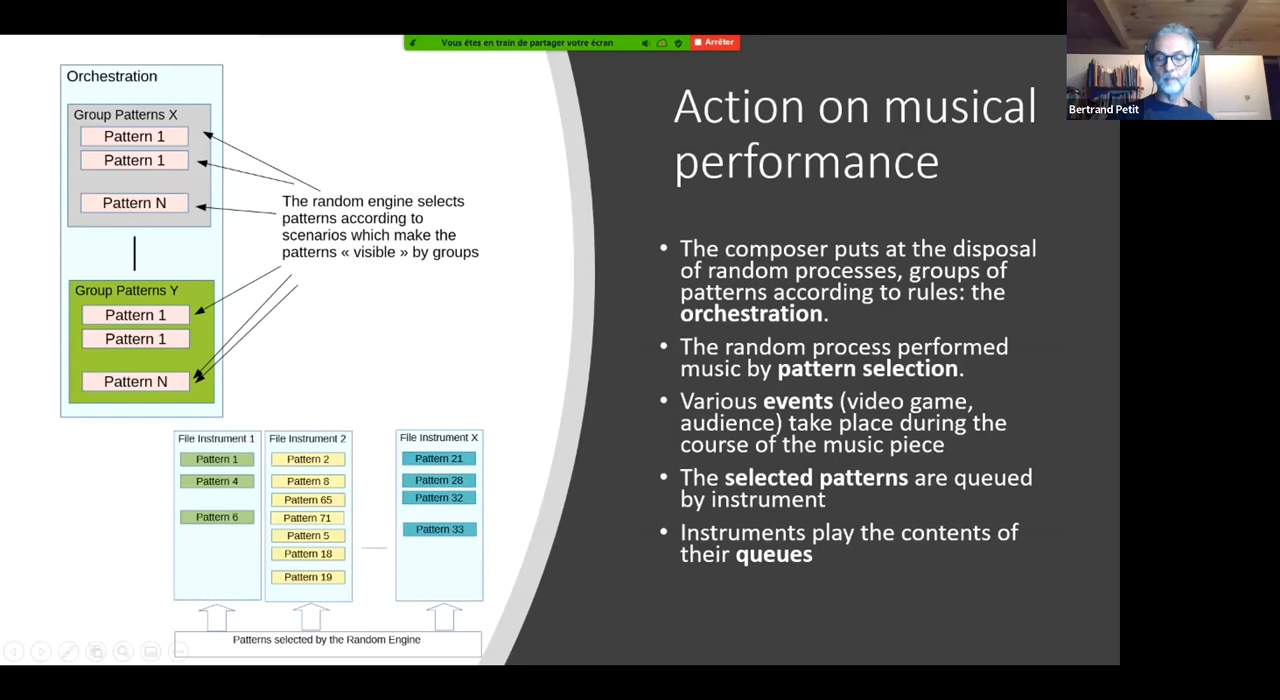 Vous êtes en train de partager votre écran
Arrêter
Bertrand Petit
Orchestration
Group Patterns X
Pattern 1
Pattern 1
Pattern N
The random engine selects
patterns according to
scenarios which make the
patterns « visible » by groups
Group Patterns Y
Pattern 1
Pattern 1
Pattern N
File Instrument 1
Pattern 1
Pattern 4
Pattern 6
File Instrument 2
Pattern 2
Pattern 8
Pattern 65
Pattern 71
Pattern 5
Pattern 18
Pattern 19
File Instrument X
Pattern 21
Pattern 28
Pattern 32
Pattern 33
Patterns selected by the Random Engine
Action on musical
performance
• The composer puts at the disposal
of random processes, groups of
patterns according to rules: the
orchestration.
• The random process performed
music by pattern selection.
• Various events (video game,
audience) take place during the
course of the music piece
• The selected patterns are queued
by instrument
• Instruments play the contents of
their queues